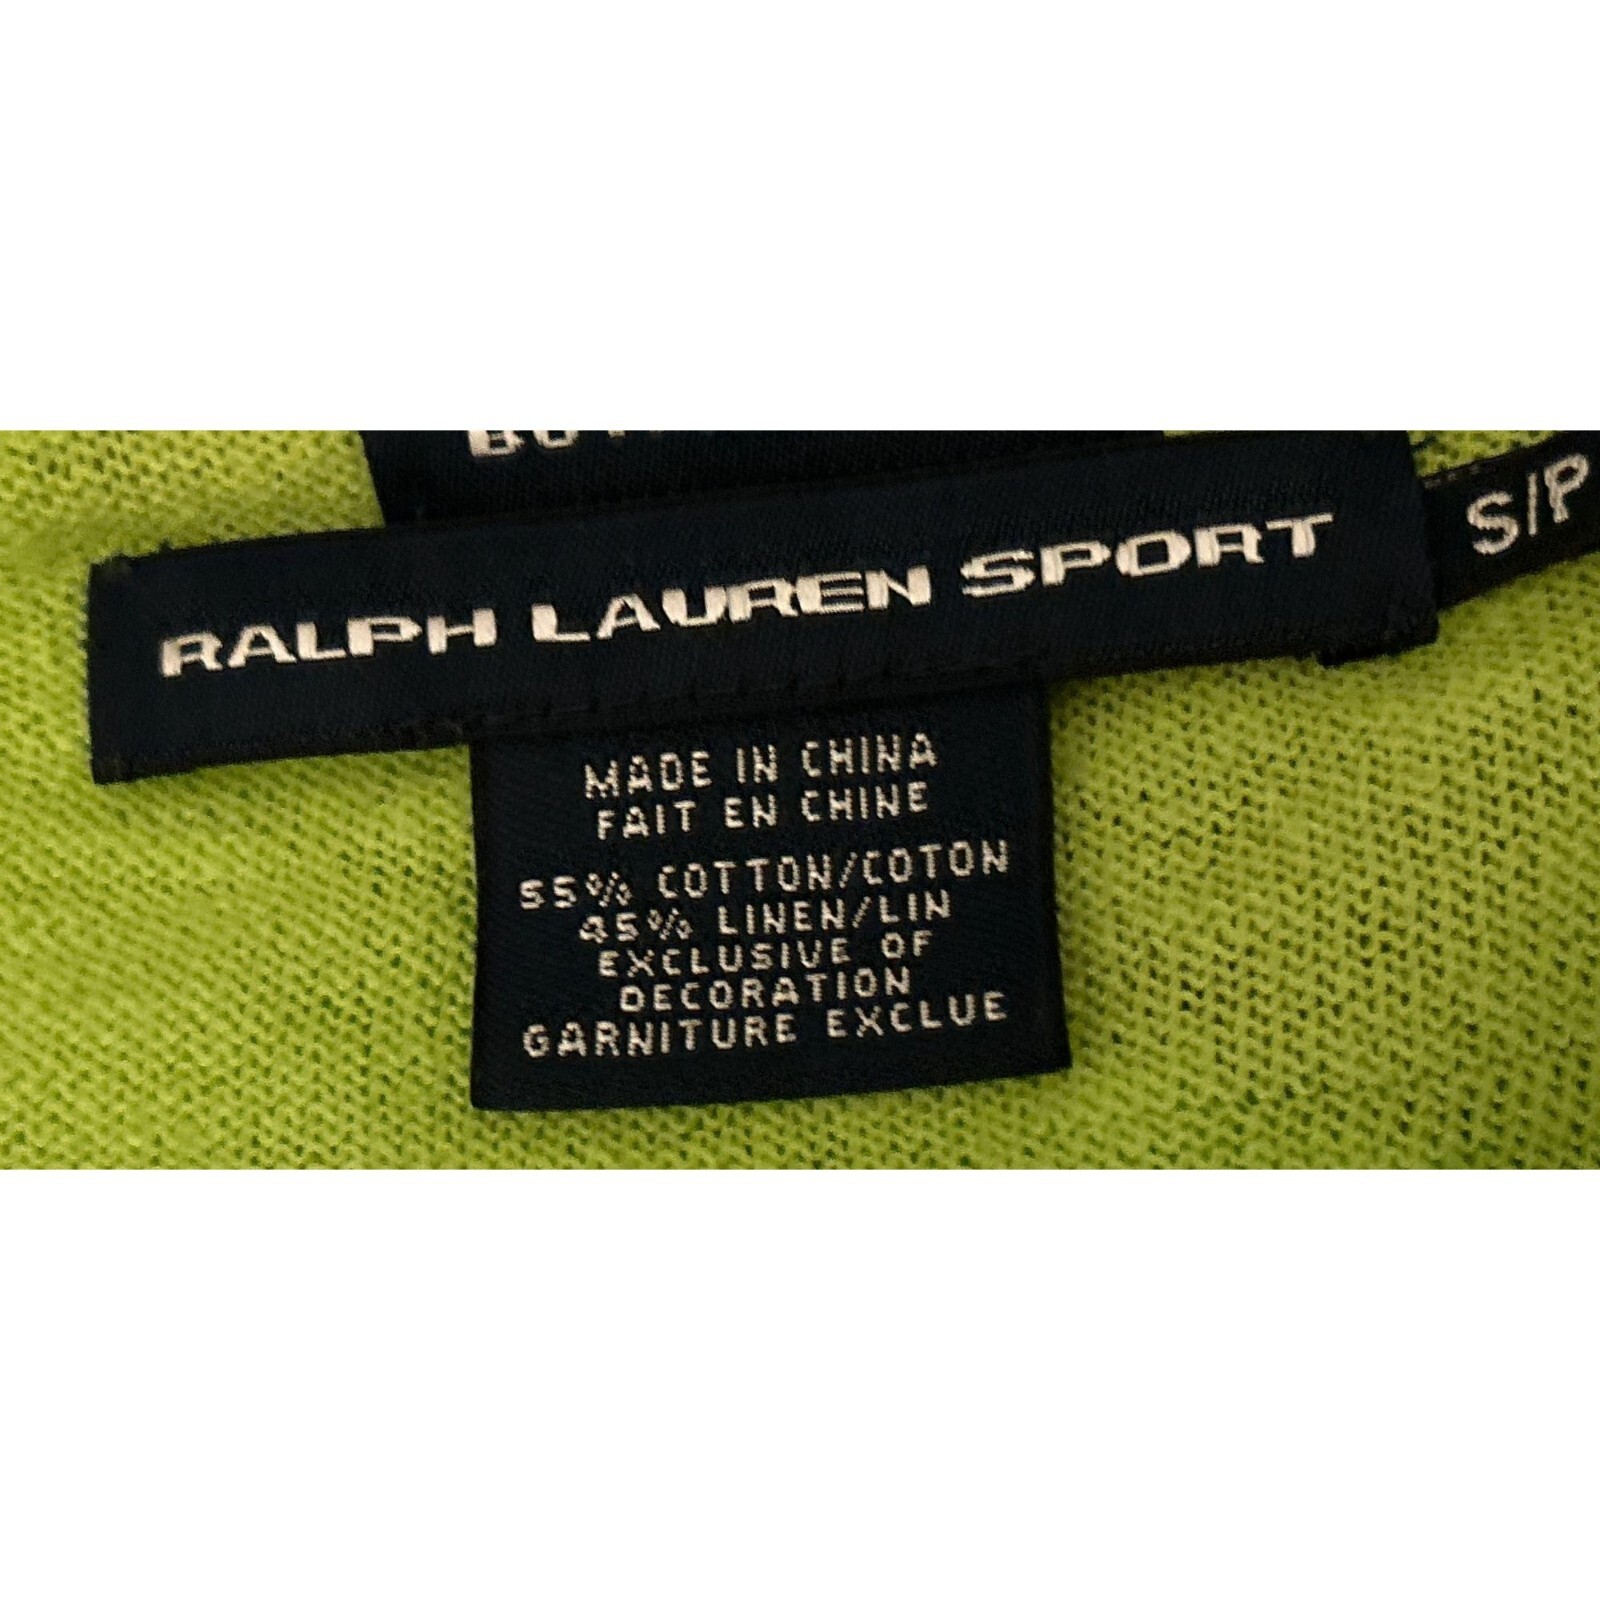 RALPH LAUREN SPORT
S/P
MADE IN CHINA
FAIT EN CHINE
55% COTTON/COTON
45% LINEN/LIN
EXCLUSIVE OF
DECORATION
GARNITURE EXCLUE